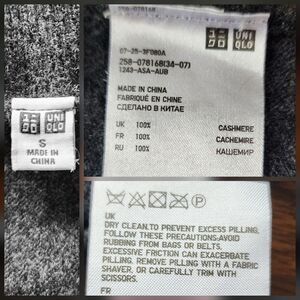 ユニ UNI
クロ QLO
S
MADE IN
CHINA
258-078168
ユニ UNI
クロ QLO
07-25-3F080A
258-078168(34-07)
1243-ASA-AUB
MADE IN CHINA
FABRIQUÉ EN CHINE
СДЕЛАНО В КИТАЕ
UK 100% CASHMERE
FR 100% CACHEMIRE
RU 100% КАШЕМИР
UK
DRY CLEAN.TO PREVENT EXCESS PILLING,
FOLLOW THESE PRECAUTIONS-AVOID
RUBBING FROM BAGS OR BELTS.
EXCESSIVE FRICTION CAN EXACERBATE
PILLING. REMOVE PILLING WITH A FABRIC
SHAVER, OR CAREFULLY TRIM WITH
SCISSORS.
FR